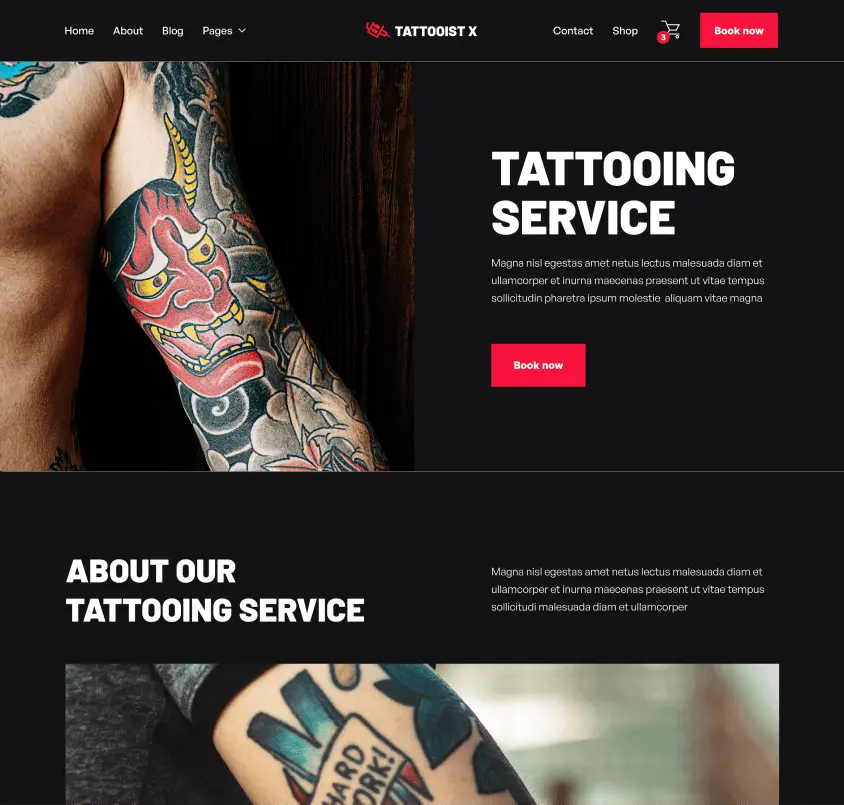 Home About Blog Pages TATTOOIST X Contact Shop 3 Book now
TATTOOING
SERVICE
Magna nisl egestas amet netus lectus malesuada diam et
ullamcorper et inurna maecenas praesent ut vitae tempus
sollicitudin pharetra ipsum molestie aliquam vitae magna
Book now
ABOUT OUR
TATTOOING SERVICE
Magna nisl egestas amet netus lectus malesuada diam et
ullamcorper et inurna maecenas praesent ut vitae tempus
sollicitudi malesuada diam et ullamcorper
HARD
ORK!